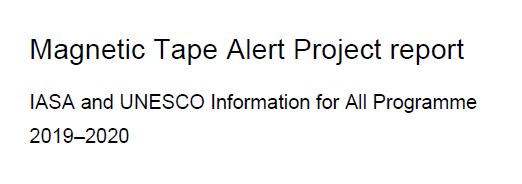 Magnetic Tape Alert Project report
IASA and UNESCO Information for All Programme
2019–2020